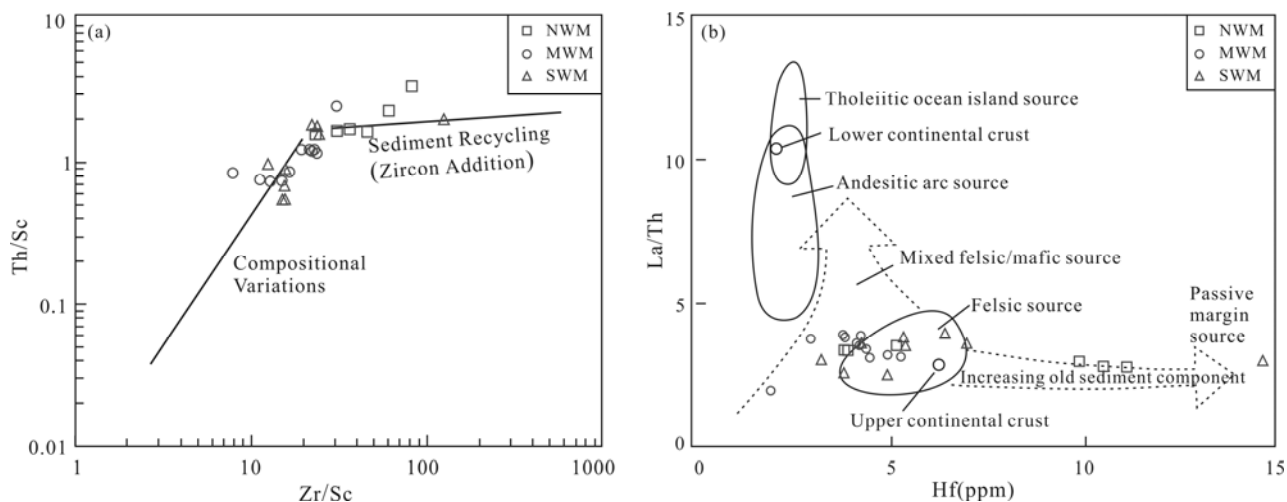 (a)
NWM
MWM
SWM
10
1
0.1
0.01
Th/Sc
Sediment Recycling
(Zircon Addition)
Compositional
Variations
1
10
100
1000
Zr/Sc
(b)
NWM
MWM
SWM
15
10
5
0
La/Th
Tholeiitic ocean island source
Lower continental crust
Andesitic arc source
Mixed felsic/mafic source
Felsic source
Passive
margin
source
Increasing old sediment component
Upper continental crust
0
5
10
15
Hf(ppm)